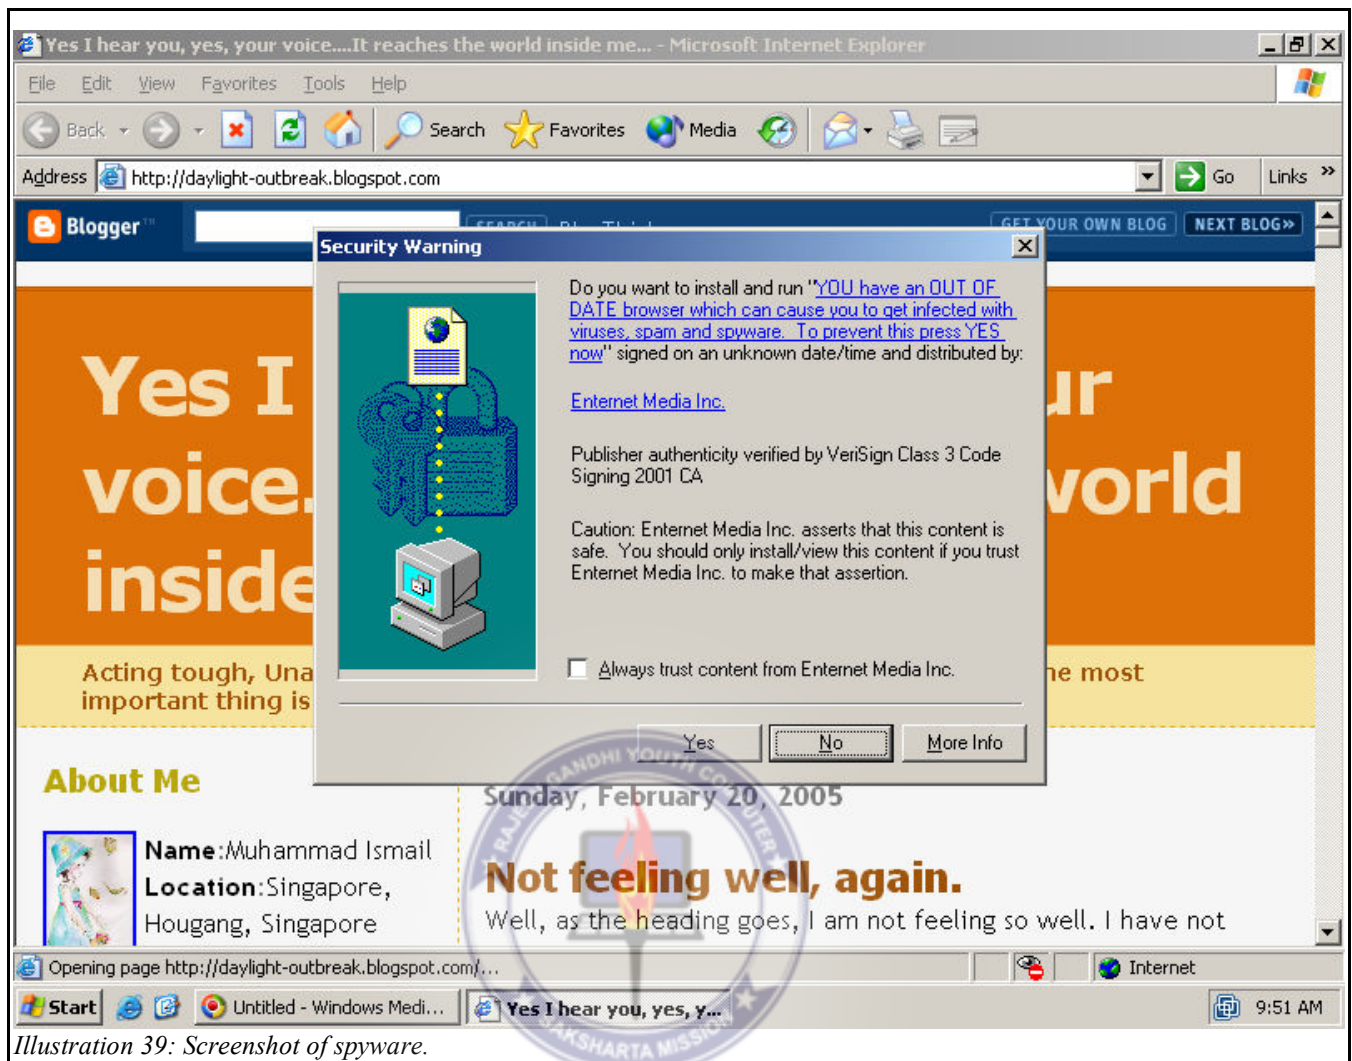 Yes I hear you, yes, your voice....It reaches the world inside me... - Microsoft Internet Explorer
File Edit View Favorites Tools Help
Back Search Favorites Media
Address http://daylight-outbreak.blogspot.com Go Links »
Blogger™ SEARCH GET YOUR OWN BLOG NEXT BLOG»
Security Warning
Do you want to install and run "YOU have an OUT OF
DATE browser which can cause you to get infected with
viruses, spam and spyware. To prevent this press YES
now" signed on an unknown date/time and distributed by:
Enternet Media Inc.
Publisher authenticity verified by VeriSign Class 3 Code
Signing 2001 CA
Caution: Enternet Media Inc. asserts that this content is
safe. You should only install/view this content if you trust
Enternet Media Inc. to make that assertion.
Always trust content from Enternet Media Inc.
Yes No More Info
Yes I ur
voice. world
inside
Acting tough, Una he most
important thing is
About Me
Name:Muhammad Ismail
Location:Singapore,
Hougang, Singapore
Sunday, February 20, 2005
Not feeling well, again.
Well, as the heading goes, I am not feeling so well. I have not
RAJEEV GANDHI YOUTH COMPUTER SAKSHARTA MISSION
Opening page http://daylight-outbreak.blogspot.com/... Internet
Start Untitled - Windows Medi... Yes I hear you, yes, y... 9:51 AM
Illustration 39: Screenshot of spyware.